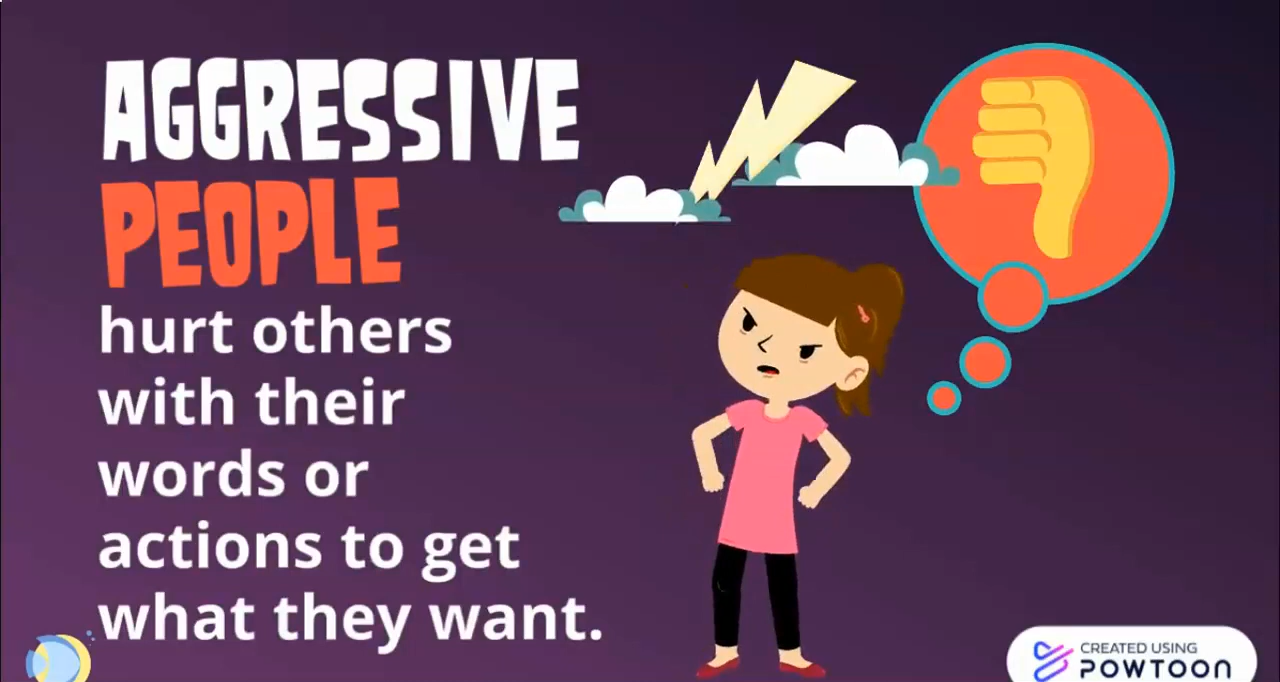 AGGRESSIVE
PEOPLE
hurt others
with their
words or
actions to get
what they want.
CREATED USING
POWTOON